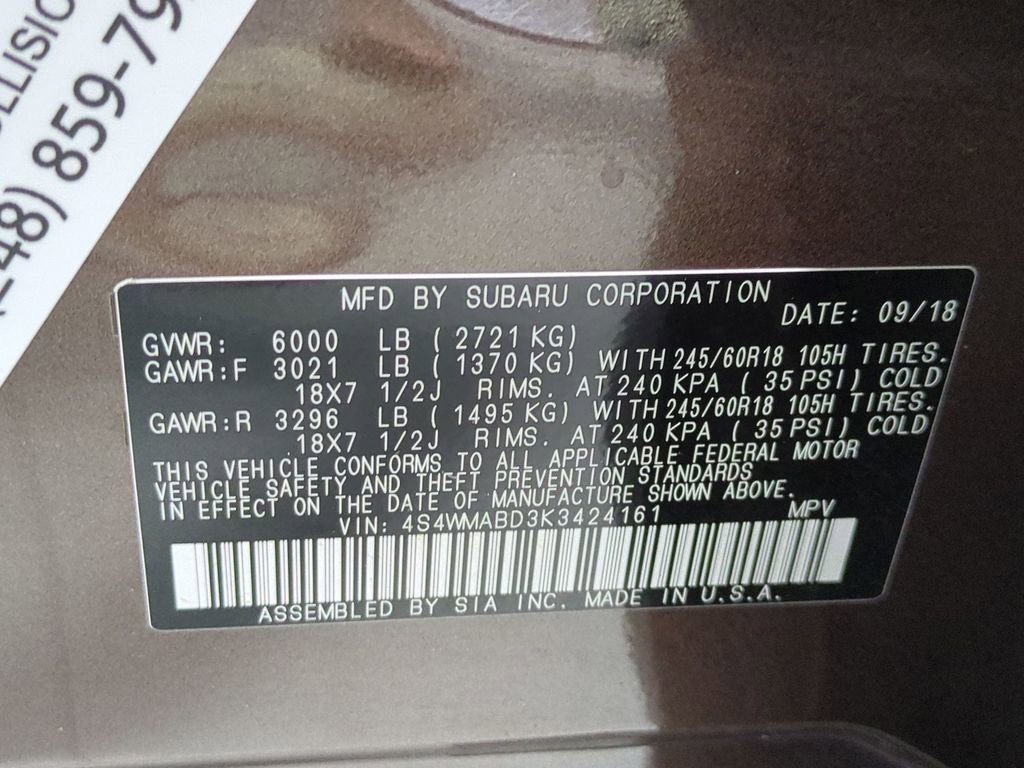 859-79
MFD BY SUBARU CORPORATION
DATE: 09/18
GVWR: 6000 LB ( 2721 KG)
GAWR:F 3021 LB ( 1370 KG) WITH 245/60R18 105H TIRES.
18X7 1/2J RIMS. AT 240 KPA ( 35 PSI) COLD
GAWR:R 3296 LB ( 1495 KG) WITH 245/60R18 105H TIRES.
18X7 1/2J RIMS. AT 240 KPA ( 35 PSI) COLD
THIS VEHICLE CONFORMS TO ALL APPLICABLE FEDERAL MOTOR
VEHICLE SAFETY AND THEFT PREVENTION STANDARDS
IN EFFECT ON THE DATE OF MANUFACTURE SHOWN ABOVE.
VIN: 4S4WMABD3K3424161 MPV
ASSEMBLED BY SIA INC. MADE IN U.S.A.